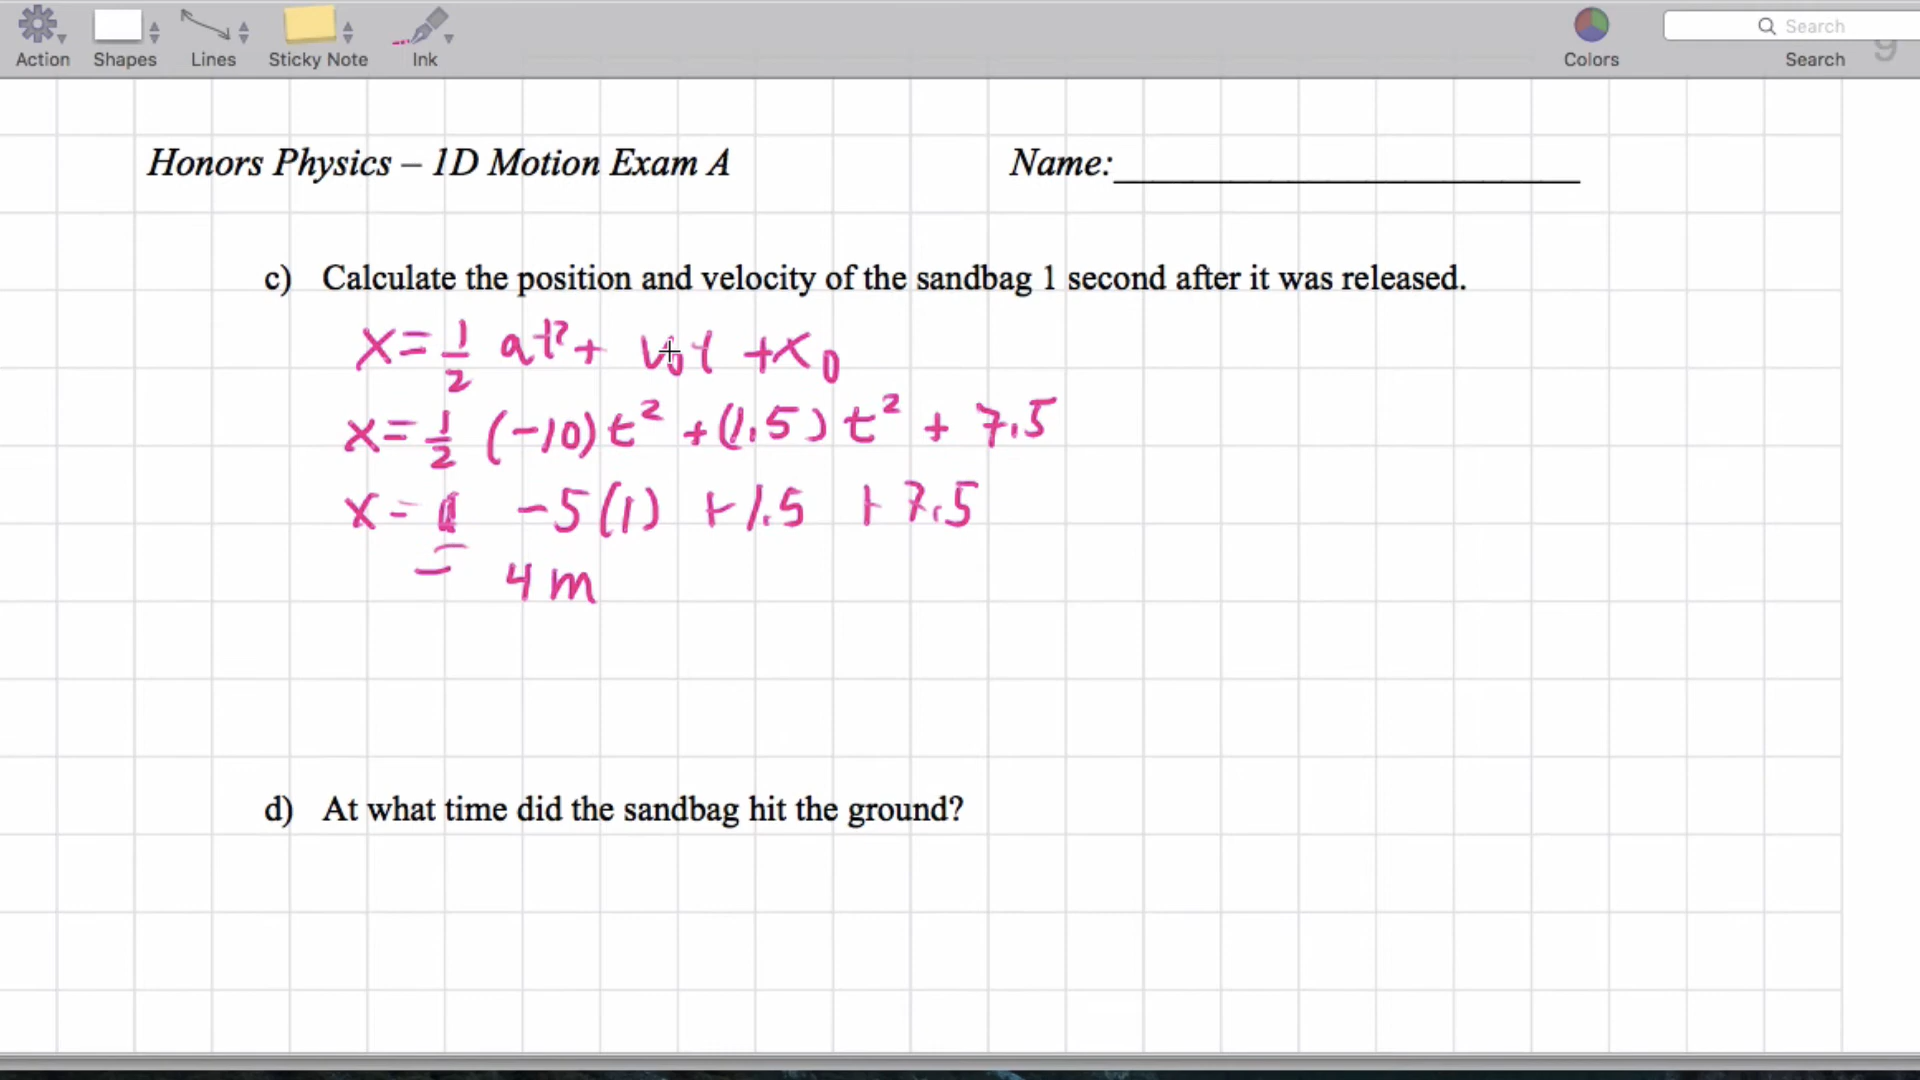 Action Shapes Lines Sticky Note Ink Colors Search
Search
9
Honors Physics – 1D Motion Exam A Name:
c) Calculate the position and velocity of the sandbag 1 second after it was released.
x = 1/2 at² + v₀t + x₀
x = 1/2 (-10)t² + (1.5)t² + 7.5
x = -5(1) + 1.5 + 7.5
= 4 m
d) At what time did the sandbag hit the ground?